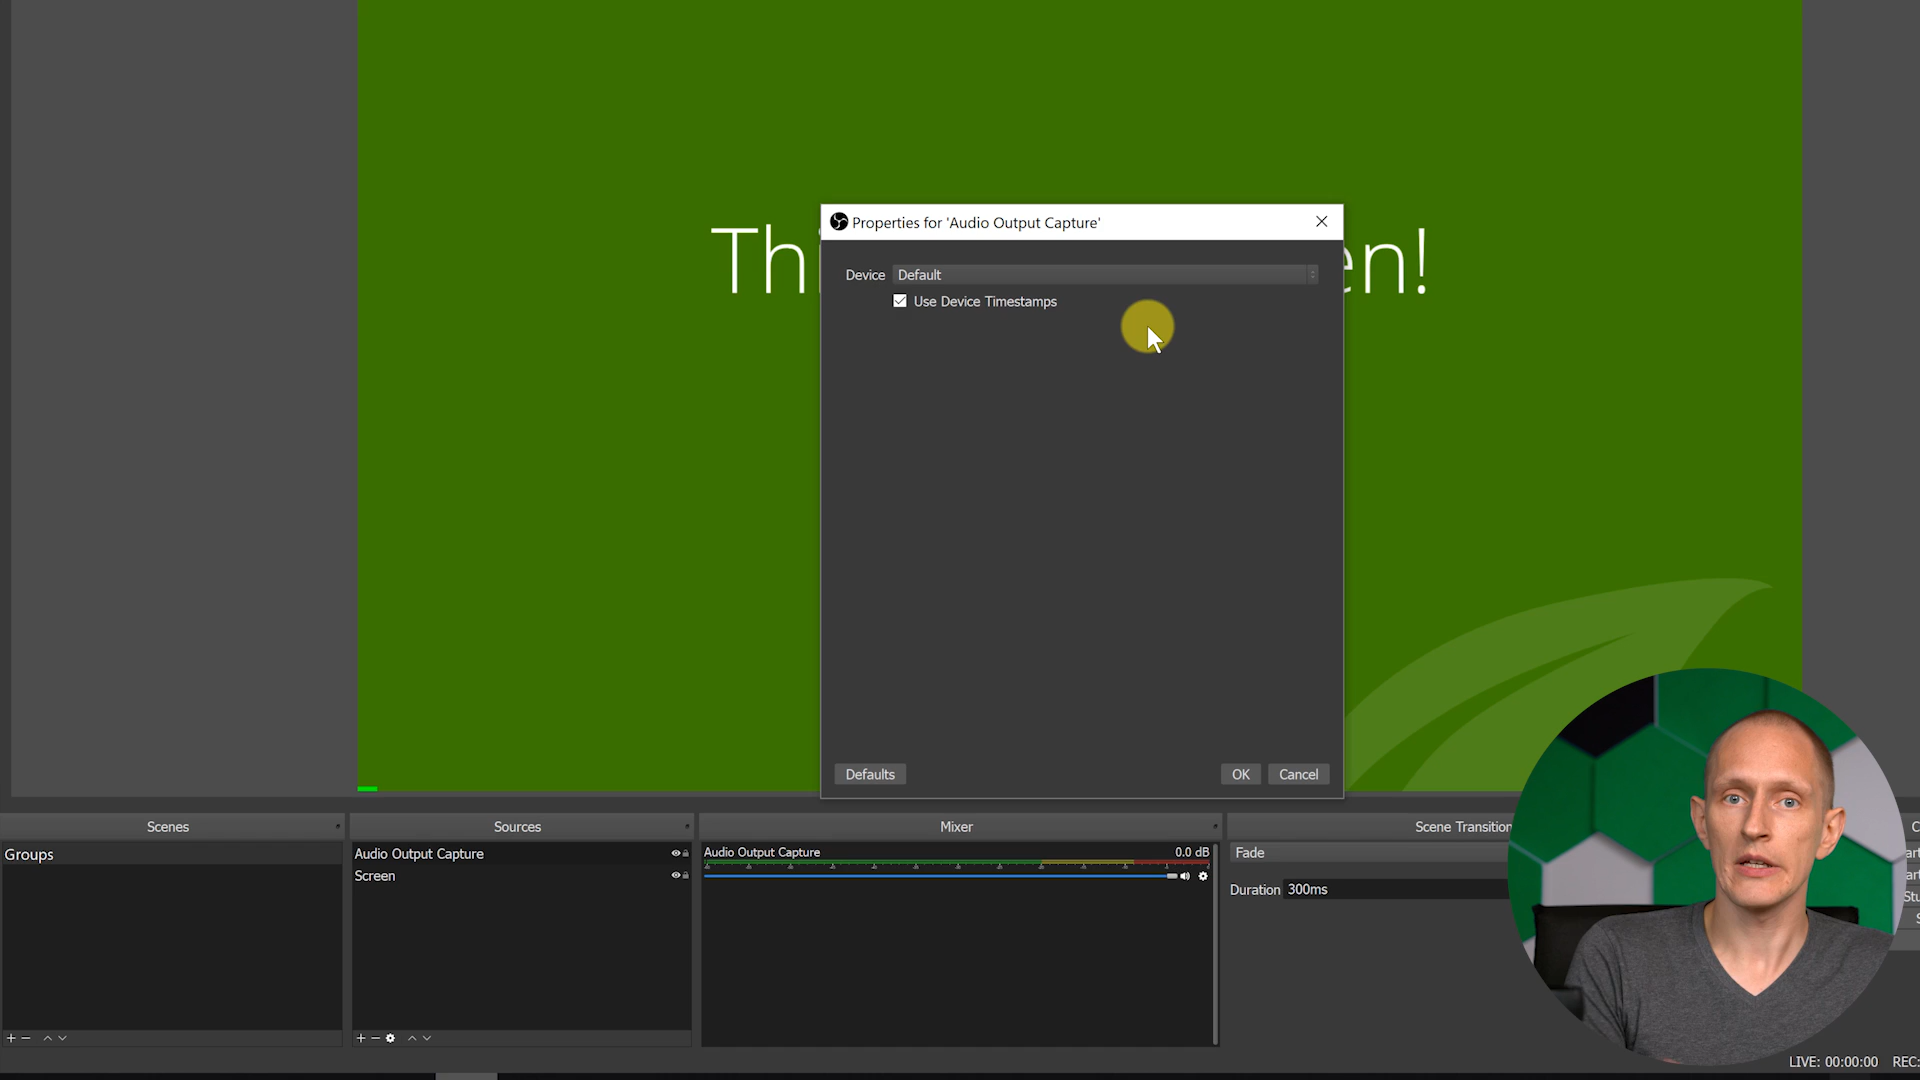 Thi
en!
Properties for 'Audio Output Capture'
Device Default
Use Device Timestamps
Defaults
OK
Cancel
Scenes
Sources
Mixer
Scene Transition
Groups
Audio Output Capture
Screen
Audio Output Capture
0.0 dB
Fade
Duration 300ms
LIVE: 00:00:00
REC: